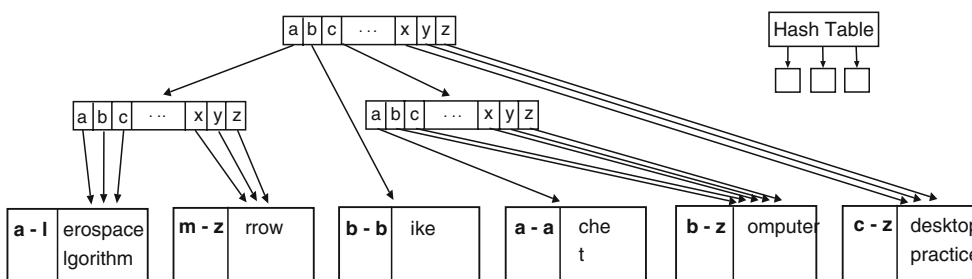 a b c ... x y z
Hash Table
a b c ... x y z
a b c ... x y z
a - l erospace
lgorithm
m - z rrow
b - b ike
a - a che
t
b - z omputer
c - z desktop
practice